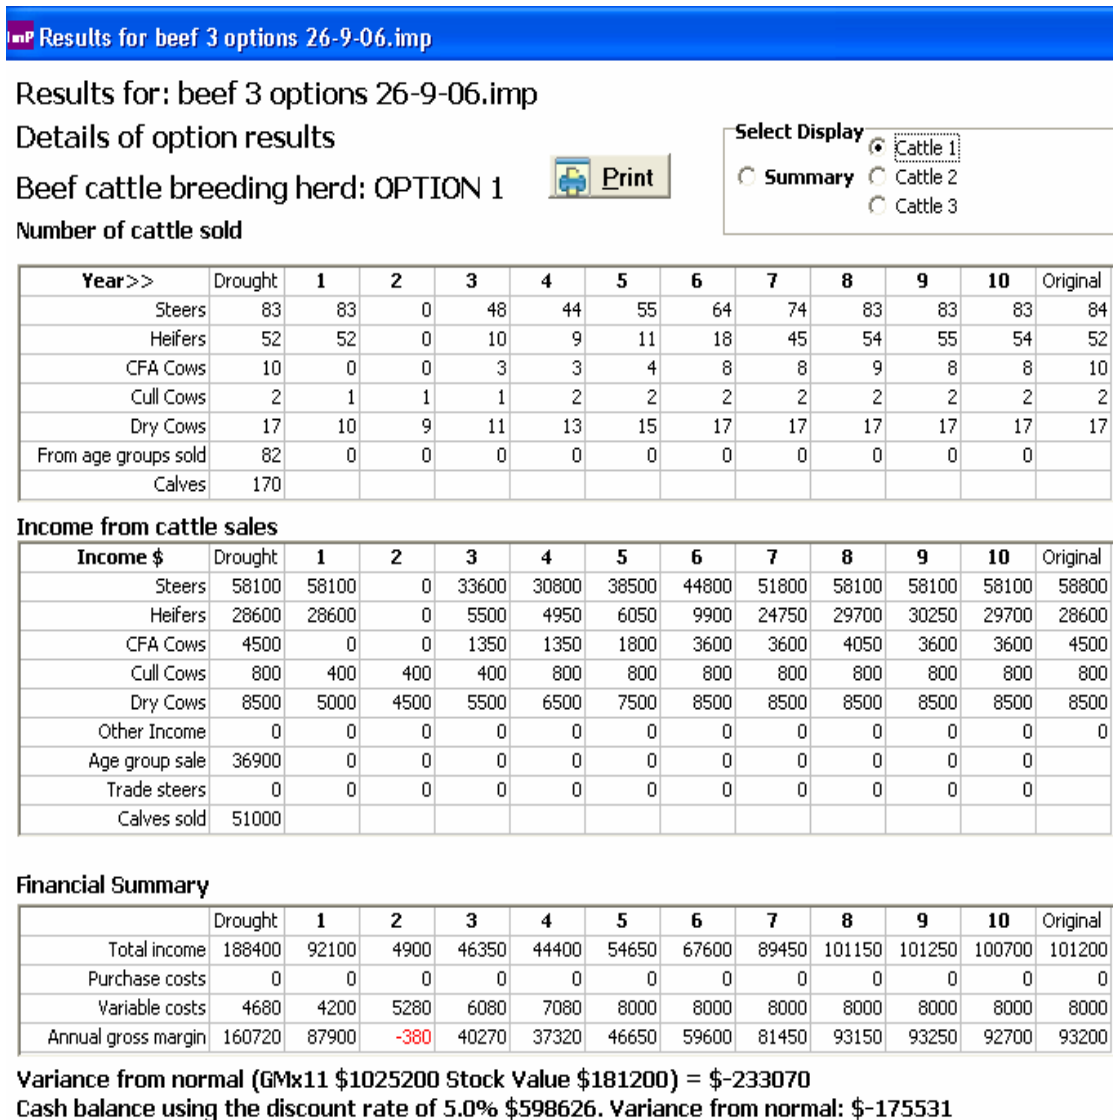 ImP Results for beef 3 options 26-9-06.imp
Results for: beef 3 options 26-9-06.imp
Details of option results
Beef cattle breeding herd: OPTION 1
Print
Select Display
Cattle 1
Summary Cattle 2
Cattle 3
Number of cattle sold
Year>> Drought 1 2 3 4 5 6 7 8 9 10 Original
Steers 83 83 0 48 44 55 64 74 83 83 83 84
Heifers 52 52 0 10 9 11 18 45 54 55 54 52
CFA Cows 10 0 0 3 3 4 8 8 9 8 8 10
Cull Cows 2 1 1 1 2 2 2 2 2 2 2 2
Dry Cows 17 10 9 11 13 15 17 17 17 17 17 17
From age groups sold 82 0 0 0 0 0 0 0 0 0 0
Calves 170
Income from cattle sales
Income $ Drought 1 2 3 4 5 6 7 8 9 10 Original
Steers 58100 58100 0 33600 30800 38500 44800 51800 58100 58100 58100 58800
Heifers 28600 28600 0 5500 4950 6050 9900 24750 29700 30250 29700 28600
CFA Cows 4500 0 0 1350 1350 1800 3600 3600 4050 3600 3600 4500
Cull Cows 800 400 400 400 800 800 800 800 800 800 800 800
Dry Cows 8500 5000 4500 5500 6500 7500 8500 8500 8500 8500 8500 8500
Other Income 0 0 0 0 0 0 0 0 0 0 0 0
Age group sale 36900 0 0 0 0 0 0 0 0 0 0
Trade steers 0 0 0 0 0 0 0 0 0 0 0
Calves sold 51000
Financial Summary
Drought 1 2 3 4 5 6 7 8 9 10 Original
Total income 188400 92100 4900 46350 44400 54650 67600 89450 101150 101250 100700 101200
Purchase costs 0 0 0 0 0 0 0 0 0 0 0 0
Variable costs 4680 4200 5280 6080 7080 8000 8000 8000 8000 8000 8000 8000
Annual gross margin 160720 87900 -380 40270 37320 46650 59600 81450 93150 93250 92700 93200
Variance from normal (GMx11 $1025200 Stock Value $181200) = $-233070
Cash balance using the discount rate of 5.0% $598626. Variance from normal: $-175531